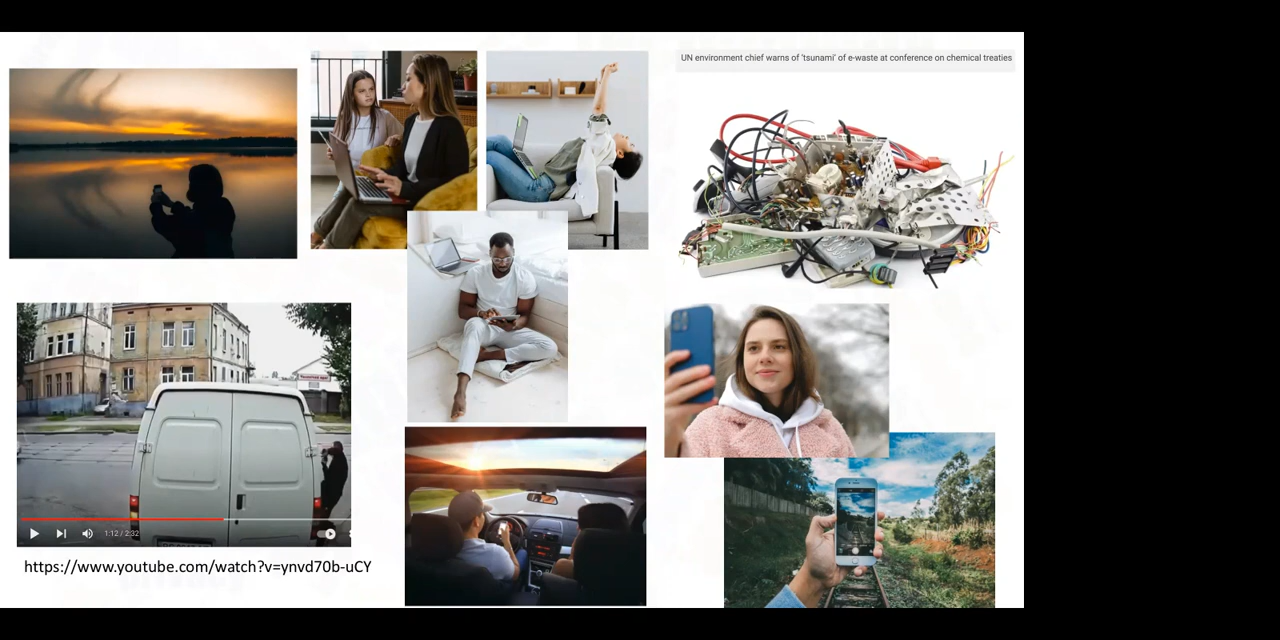 UN environment chief warns of 'tsunami' of e-waste at conference on chemical treaties
1:12 / 2:32
https://www.youtube.com/watch?v=ynvd70b-uCY